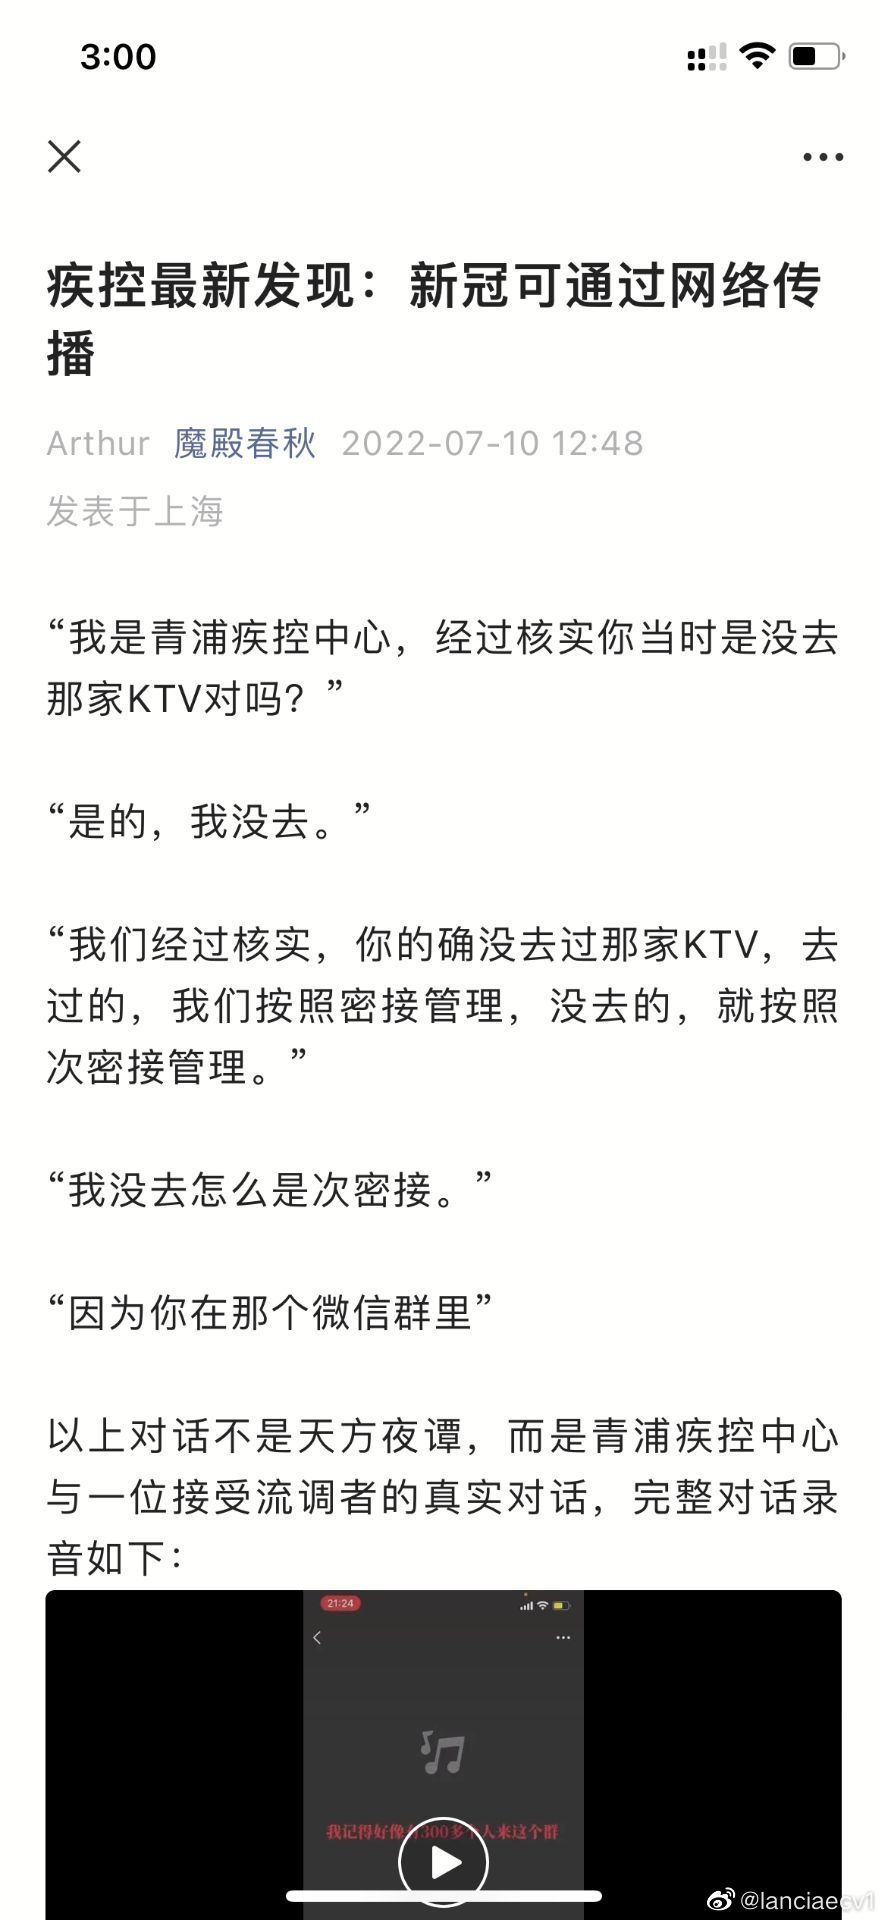 3:00
疾控最新发现：新冠可通过网络传
播
Arthur 魔殿春秋 2022-07-10 12:48
发表于上海
“我是青浦疾控中心，经过核实你当时是没去
那家KTV对吗？”
“是的，我没去。”
“我们经过核实，你的确没去过那家KTV，去
过的，我们按照密接管理，没去的，就按照
次密接管理。”
“我没去怎么是次密接。”
“因为你在那个微信群里”
以上对话不是天方夜谭，而是青浦疾控中心
与一位接受流调者的真实对话，完整对话录
音如下：
21:24
我记得好像有300多个人来这个群
@lanciaecv1